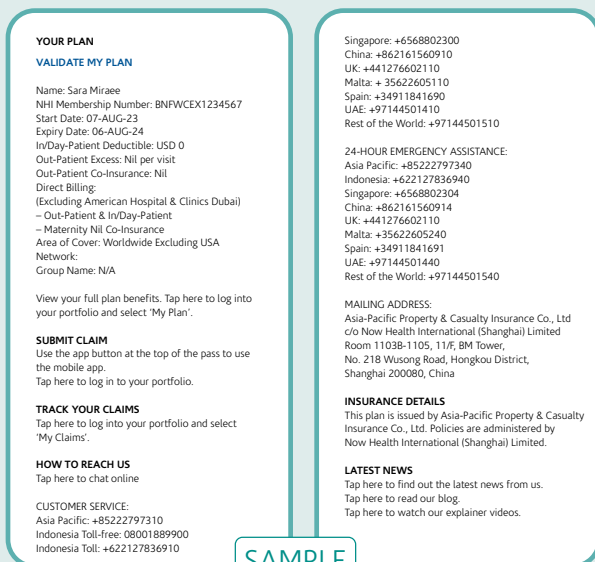 YOUR PLAN
VALIDATE MY PLAN
Name: Sara Miraee
NHI Membership Number: BNFWCEX1234567
Start Date: 07-AUG-23
Expiry Date: 06-AUG-24
In/Day-Patient Deductible: USD 0
Out-Patient Excess: Nil per visit
Out-Patient Co-Insurance: Nil
Direct Billing:
(Excluding American Hospital & Clinics Dubai)
– Out-Patient & In/Day-Patient
– Maternity Nil Co-Insurance
Area of Cover: Worldwide Excluding USA
Network:
Group Name: N/A
View your full plan benefits. Tap here to log into
your portfolio and select ‘My Plan’.
SUBMIT CLAIM
Use the app button at the top of the pass to use
the mobile app.
Tap here to log in to your portfolio.
TRACK YOUR CLAIMS
Tap here to log into your portfolio and select
‘My Claims’.
HOW TO REACH US
Tap here to chat online
CUSTOMER SERVICE:
Asia Pacific: +85222797310
Indonesia Toll-free: 08001889900
Indonesia Toll: +622127836910
Singapore: +6568802300
China: +862161560910
UK: +441276602110
Malta: + 35622605110
Spain: +34911841690
UAE: +97144501410
Rest of the World: +97144501510
24-HOUR EMERGENCY ASSISTANCE:
Asia Pacific: +85222797340
Indonesia: +622127836940
Singapore: +6568802304
China: +862161560914
UK: +441276602110
Malta: +35622605240
Spain: +34911841691
UAE: +97144501440
Rest of the World: +97144501540
MAILING ADDRESS:
Asia-Pacific Property & Casualty Insurance Co., Ltd
c/o Now Health International (Shanghai) Limited
Room 1103B-1105, 11/F, BM Tower,
No. 218 Wusong Road, Hongkou District,
Shanghai 200080, China
INSURANCE DETAILS
This plan is issued by Asia-Pacific Property & Casualty
Insurance Co., Ltd. Policies are administered by
Now Health International (Shanghai) Limited.
LATEST NEWS
Tap here to find out the latest news from us.
Tap here to read our blog.
Tap here to watch our explainer videos.
SAMPLE